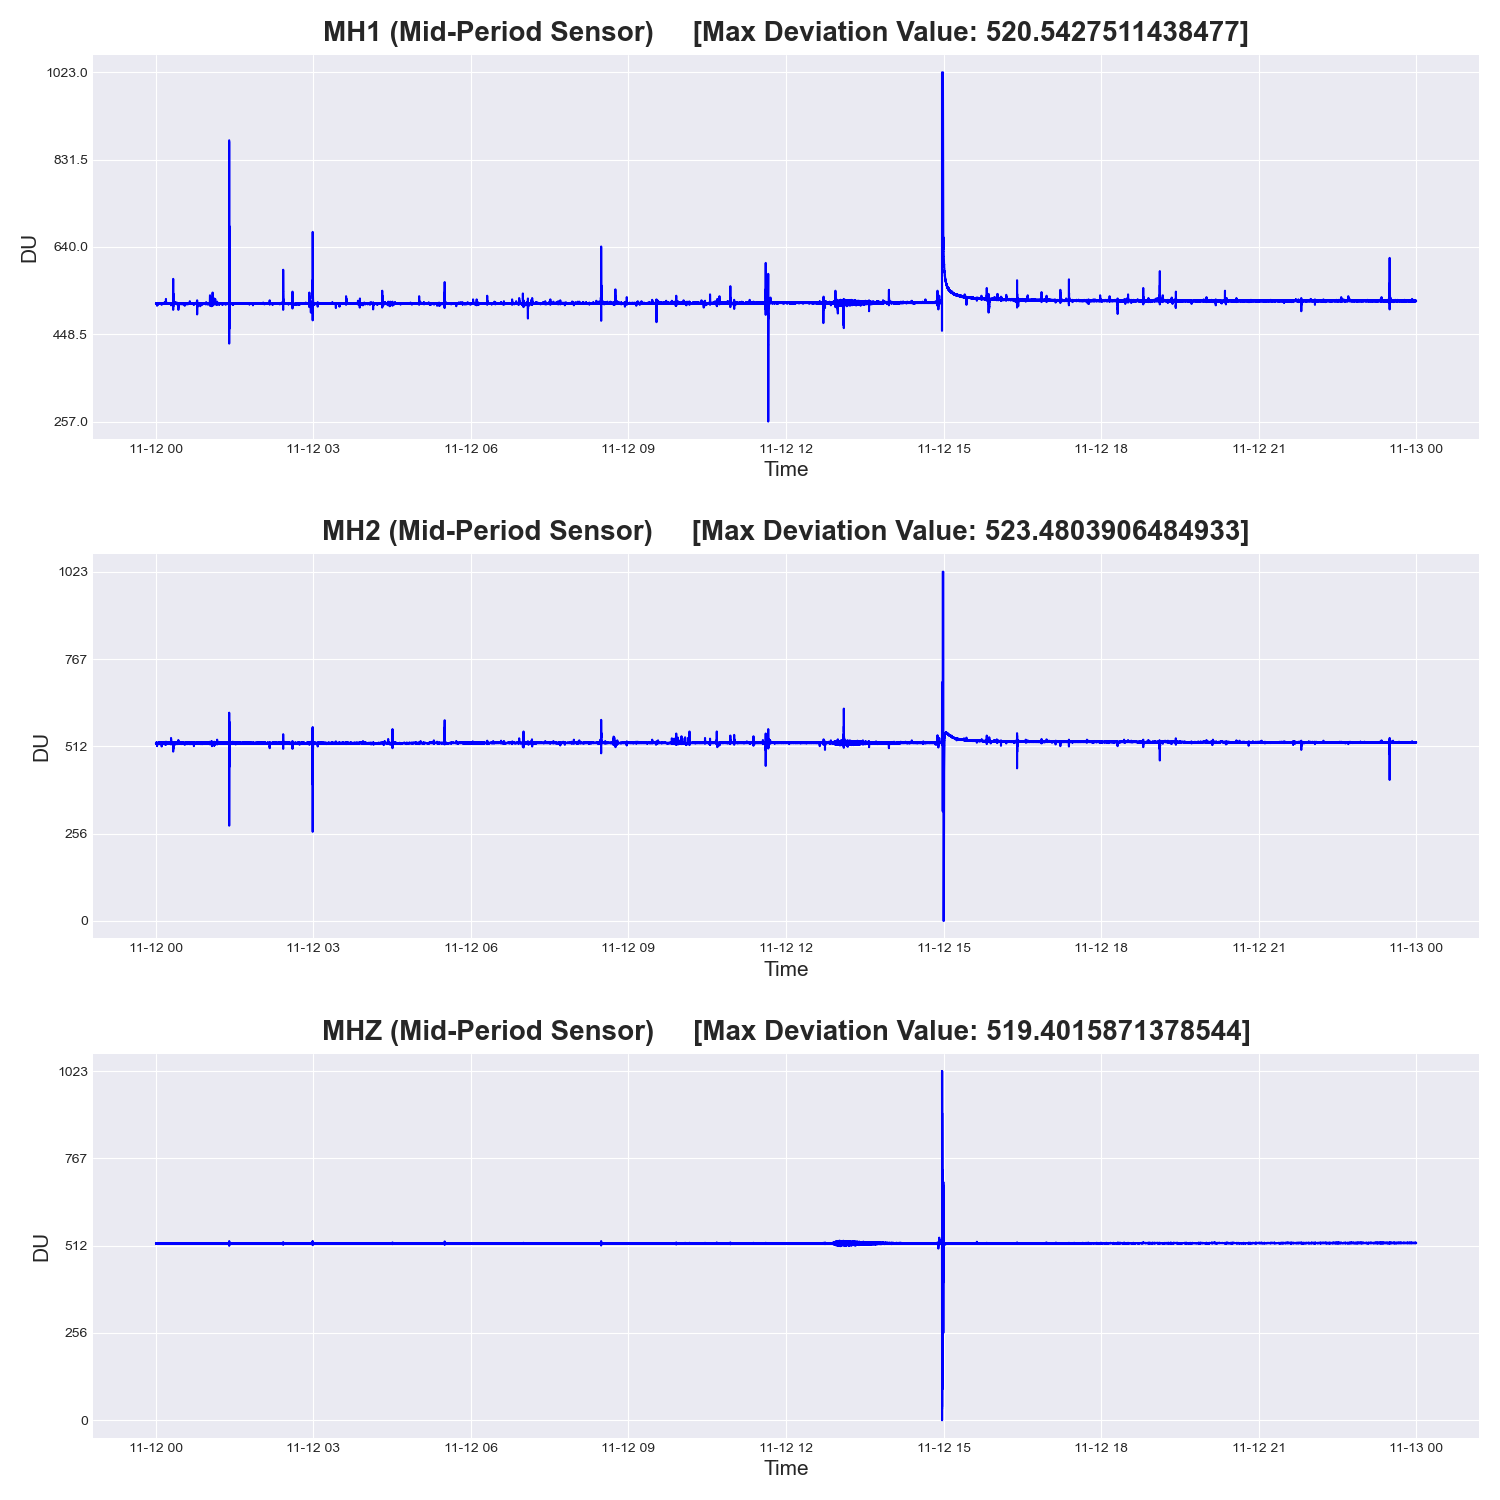 MH1 (Mid-Period Sensor) [Max Deviation Value: 520.5427511438477]
1023.0
831.5
640.0
448.5
257.0
DU
11-12 00 11-12 03 11-12 06 11-12 09 11-12 12 11-12 15 11-12 18 11-12 21 11-13 00
Time
MH2 (Mid-Period Sensor) [Max Deviation Value: 523.4803906484933]
1023
767
512
256
0
DU
11-12 00 11-12 03 11-12 06 11-12 09 11-12 12 11-12 15 11-12 18 11-12 21 11-13 00
Time
MHZ (Mid-Period Sensor) [Max Deviation Value: 519.4015871378544]
1023
767
512
256
0
DU
11-12 00 11-12 03 11-12 06 11-12 09 11-12 12 11-12 15 11-12 18 11-12 21 11-13 00
Time